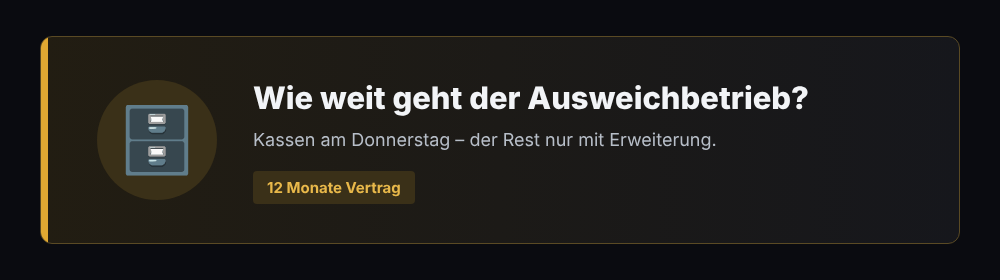 Wie weit geht der Ausweichbetrieb?
Kassen am Donnerstag – der Rest nur mit Erweiterung.
12 Monate Vertrag